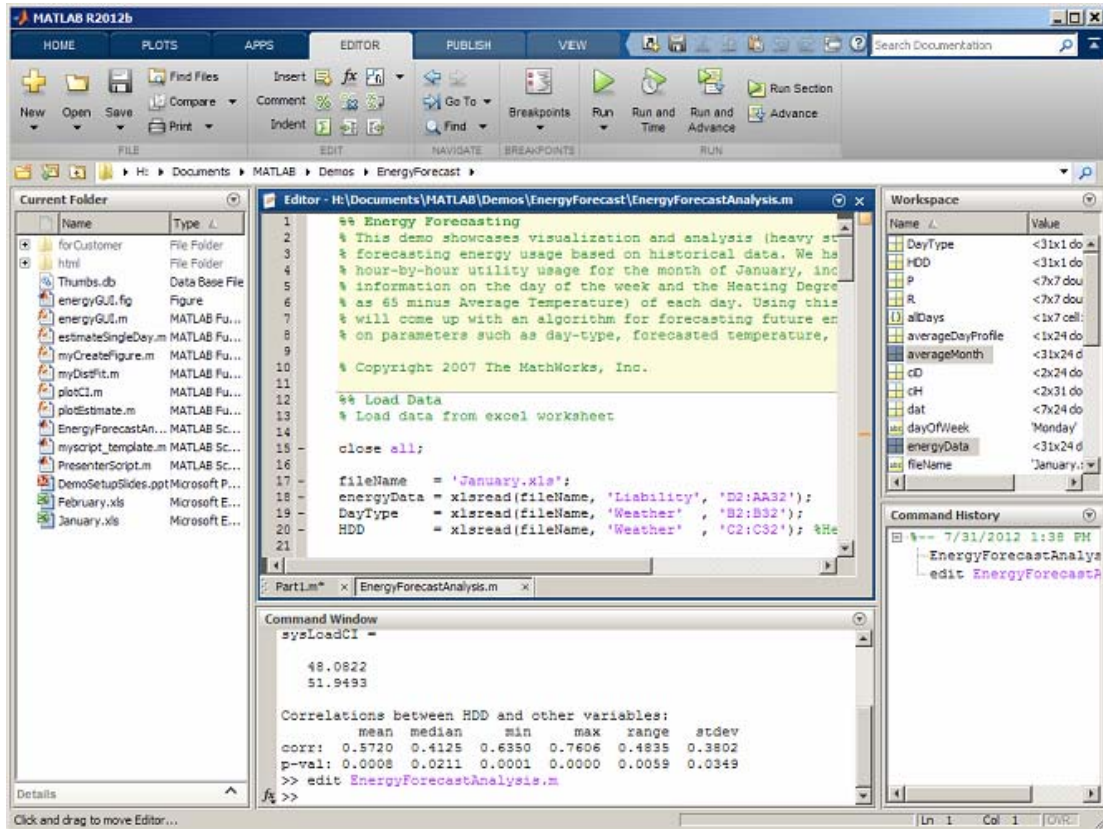 MATLAB R2012b
HOME PLOTS APPS EDITOR PUBLISH VIEW Search Documentation
New Open Save Find Files Compare Print
FILE
Insert fx
Comment
Indent
EDIT
Go To
Find
NAVIGATE
Breakpoints
BREAKPOINTS
Run Run and Time Run and Advance Run Section Advance
RUN
H: Documents MATLAB Demos EnergyForecast
Current Folder
Name Type
forCustomer File Folder
html File Folder
Thumbs.db Data Base File
energyGUI.fig Figure
energyGUI.m MATLAB Fu...
estimateSingleDay.m MATLAB Fu...
myCreateFigure.m MATLAB Fu...
myDistFit.m MATLAB Fu...
plotCI.m MATLAB Fu...
plotEstimate.m MATLAB Fu...
EnergyForecastAn... MATLAB Sc...
myscript_template.m MATLAB Sc...
PresenterScript.m MATLAB Sc...
DemoSetupSlides.ppt Microsoft P...
February.xls Microsoft E...
January.xls Microsoft E...
Details
Editor - H:\Documents\MATLAB\Demos\EnergyForecast\EnergyForecastAnalysis.m
1 %% Energy Forecasting
2 % This demo showcases visualization and analysis (heavy st
3 % forecasting energy usage based on historical data. We ha
4 % hour-by-hour utility usage for the month of January, inc
5 % information on the day of the week and the Heating Degre
6 % as 65 minus Average Temperature) of each day. Using this
7 % will come up with an algorithm for forecasting future en
8 % on parameters such as day-type, forecasted temperature,
9
10 % Copyright 2007 The MathWorks, Inc.
11
12 %% Load Data
13 % Load data from excel worksheet
14
15 - close all;
16
17 - fileName = 'January.xls';
18 - energyData = xlsread(fileName, 'Liability', 'D2:AA32');
19 - DayType = xlsread(fileName, 'Weather' , 'B2:B32');
20 - HDD = xlsread(fileName, 'Weather' , 'C2:C32'); %He
21
Part1.m* x EnergyForecastAnalysis.m x
Command Window
sysLoadCI =
48.0822
51.9493
Correlations between HDD and other variables:
mean median min max range stdev
corr: 0.5720 0.4125 0.6350 0.7606 0.4835 0.3802
p-val: 0.0008 0.0211 0.0001 0.0000 0.0059 0.0349
>> edit EnergyForecastAnalysis.m
fx >>
Workspace
Name Value
DayType <31x1 do
HDD <31x1 do
P <7x7 dou
R <7x7 dou
allDays <1x7 cell
averageDayProfile <1x24 do
averageMonth <31x24 d
ciD <2x24 do
ciH <2x31 do
dat <7x24 do
dayOfWeek 'Monday'
energyData <31x24 d
fileName 'January.
Command History
%-- 7/31/2012 1:38 PM
EnergyForecastAnalys
edit EnergyForecastA
Click and drag to move Editor...
Ln 1 Col 1 OVR